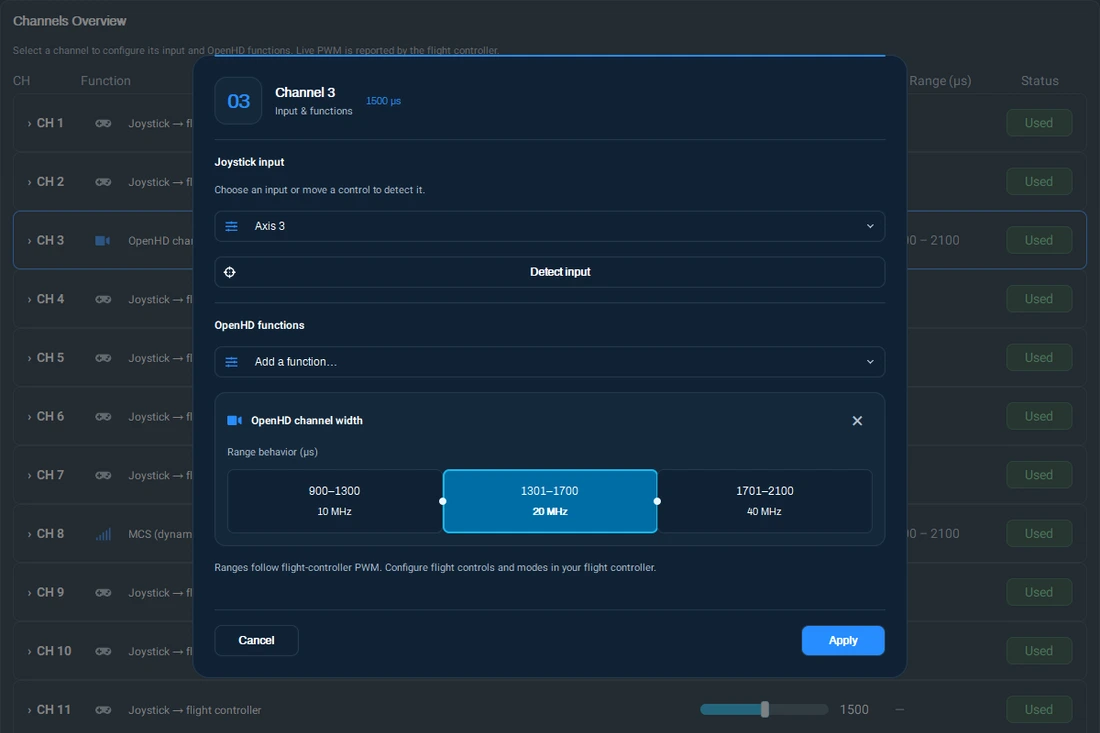 Channels Overview
Select a channel to configure its input and OpenHD functions. Live PWM is reported by the flight controller.
CH Function Range (µs) Status
03 Channel 3 1500 µs
Input & functions
› CH 1 Joystick → fl Used
Joystick input
› CH 2 Joystick → fl Choose an input or move a control to detect it. Used
Axis 3
› CH 3 OpenHD char 00 – 2100 Used
Detect input
› CH 4 Joystick → fl Used
OpenHD functions
› CH 5 Joystick → fl Add a function... Used
› CH 6 Joystick → fl OpenHD channel width Used
Range behavior (µs)
› CH 7 Joystick → fl Used
900–1300 1301–1700 1701–2100
10 MHz 20 MHz 40 MHz
› CH 8 MCS (dynam 00 – 2100 Used
Ranges follow flight-controller PWM. Configure flight controls and modes in your flight controller.
› CH 9 Joystick → fl Used
Cancel Apply
› CH 10 Joystick → fl Used
› CH 11 Joystick → flight controller 1500 — Used